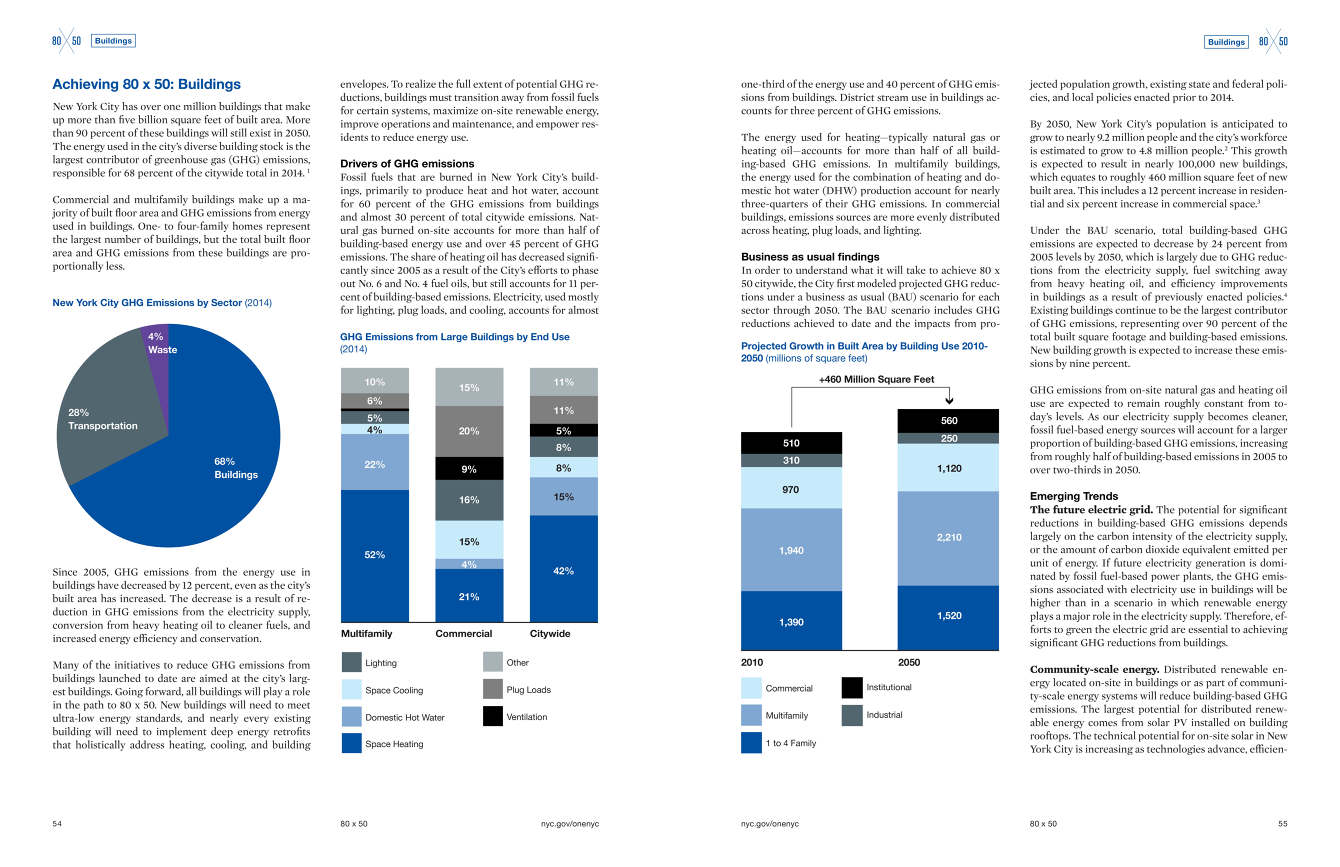 80 50 Buildings
Achieving 80 x 50: Buildings
New York City has over one million buildings that make
up more than five billion square feet of built area. More
than 90 percent of these buildings will still exist in 2050.
The energy used in the city's diverse building stock is the
largest contributor of greenhouse gas (GHG) emissions,
responsible for 68 percent of the citywide total in 2014. 1
Commercial and multifamily buildings make up a ma-
jority of built floor area and GHG emissions from energy
used in buildings. One- to four-family homes represent
the largest number of buildings, but the total built floor
area and GHG emissions from these buildings are pro-
portionally less.
New York City GHG Emissions by Sector (2014)
4%
Waste
28%
Transportation
68%
Buildings
Since 2005, GHG emissions from the energy use in
buildings have decreased by 12 percent, even as the city's
built area has increased. The decrease is a result of re-
duction in GHG emissions from the electricity supply,
conversion from heavy heating oil to cleaner fuels, and
increased energy efficiency and conservation.
Many of the initiatives to reduce GHG emissions from
buildings launched to date are aimed at the city's larg-
est buildings. Going forward, all buildings will play a role
in the path to 80 x 50. New buildings will need to meet
ultra-low energy standards, and nearly every existing
building will need to implement deep energy retrofits
that holistically address heating, cooling, and building
envelopes. To realize the full extent of potential GHG re-
ductions, buildings must transition away from fossil fuels
for certain systems, maximize on-site renewable energy,
improve operations and maintenance, and empower res-
idents to reduce energy use.
Drivers of GHG emissions
Fossil fuels that are burned in New York City's build-
ings, primarily to produce heat and hot water, account
for 60 percent of the GHG emissions from buildings
and almost 30 percent of total citywide emissions. Nat-
ural gas burned on-site accounts for more than half of
building-based energy use and over 45 percent of GHG
emissions. The share of heating oil has decreased signifi-
cantly since 2005 as a result of the City's efforts to phase
out No. 6 and No. 4 fuel oils, but still accounts for 11 per-
cent of building-based emissions. Electricity, used mostly
for lighting, plug loads, and cooling, accounts for almost
GHG Emissions from Large Buildings by End Use
(2014)
10%
6%
5%
4%
22%
52%
15%
20%
9%
16%
15%
4%
21%
11%
11%
5%
8%
8%
15%
42%
Multifamily Commercial Citywide
Lighting
Space Cooling
Domestic Hot Water
Space Heating
Other
Plug Loads
Ventilation
54
80 x 50 nyc.gov/onenyc
Buildings 80 50
one-third of the energy use and 40 percent of GHG emis-
sions from buildings. District stream use in buildings ac-
counts for three percent of GHG emissions.
The energy used for heating—typically natural gas or
heating oil—accounts for more than half of all build-
ing-based GHG emissions. In multifamily buildings,
the energy used for the combination of heating and do-
mestic hot water (DHW) production account for nearly
three-quarters of their GHG emissions. In commercial
buildings, emissions sources are more evenly distributed
across heating, plug loads, and lighting.
Business as usual findings
In order to understand what it will take to achieve 80 x
50 citywide, the City first modeled projected GHG reduc-
tions under a business as usual (BAU) scenario for each
sector through 2050. The BAU scenario includes GHG
reductions achieved to date and the impacts from pro-
Projected Growth in Built Area by Building Use 2010-
2050 (millions of square feet)
+460 Million Square Feet
510
310
970
1,940
1,390
560
250
1,120
2,210
1,520
2010 2050
Commercial
Multifamily
1 to 4 Family
Institutional
Industrial
jected population growth, existing state and federal poli-
cies, and local policies enacted prior to 2014.
By 2050, New York City's population is anticipated to
grow to nearly 9.2 million people and the city's workforce
is estimated to grow to 4.8 million people.2 This growth
is expected to result in nearly 100,000 new buildings,
which equates to roughly 460 million square feet of new
built area. This includes a 12 percent increase in residen-
tial and six percent increase in commercial space.3
Under the BAU scenario, total building-based GHG
emissions are expected to decrease by 24 percent from
2005 levels by 2050, which is largely due to GHG reduc-
tions from the electricity supply, fuel switching away
from heavy heating oil, and efficiency improvements
in buildings as a result of previously enacted policies.4
Existing buildings continue to be the largest contributor
of GHG emissions, representing over 90 percent of the
total built square footage and building-based emissions.
New building growth is expected to increase these emis-
sions by nine percent.
GHG emissions from on-site natural gas and heating oil
use are expected to remain roughly constant from to-
day's levels. As our electricity supply becomes cleaner,
fossil fuel-based energy sources will account for a larger
proportion of building-based GHG emissions, increasing
from roughly half of building-based emissions in 2005 to
over two-thirds in 2050.
Emerging Trends
The future electric grid. The potential for significant
reductions in building-based GHG emissions depends
largely on the carbon intensity of the electricity supply,
or the amount of carbon dioxide equivalent emitted per
unit of energy. If future electricity generation is domi-
nated by fossil fuel-based power plants, the GHG emis-
sions associated with electricity use in buildings will be
higher than in a scenario in which renewable energy
plays a major role in the electricity supply. Therefore, ef-
forts to green the electric grid are essential to achieving
significant GHG reductions from buildings.
Community-scale energy. Distributed renewable en-
ergy located on-site in buildings or as part of communi-
ty-scale energy systems will reduce building-based GHG
emissions. The largest potential for distributed renew-
able energy comes from solar PV installed on building
rooftops. The technical potential for on-site solar in New
York City is increasing as technologies advance, efficien-
nyc.gov/onenyc
80 x 50 55